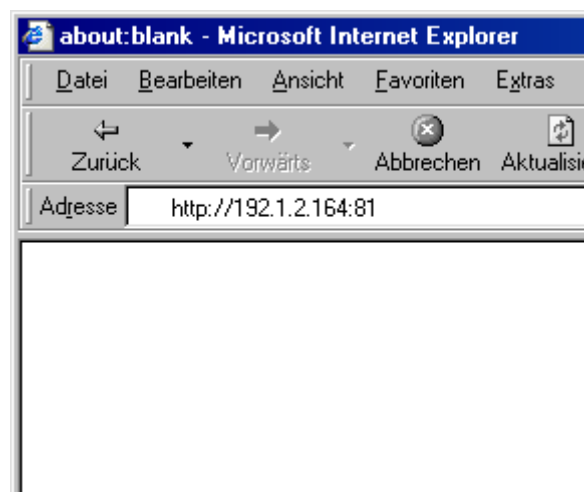 about:blank - Microsoft Internet Explorer
Datei Bearbeiten Ansicht Favoriten Extras
Zurück Vorwärts Abbrechen Aktualisi
Adresse http://192.1.2.164:81